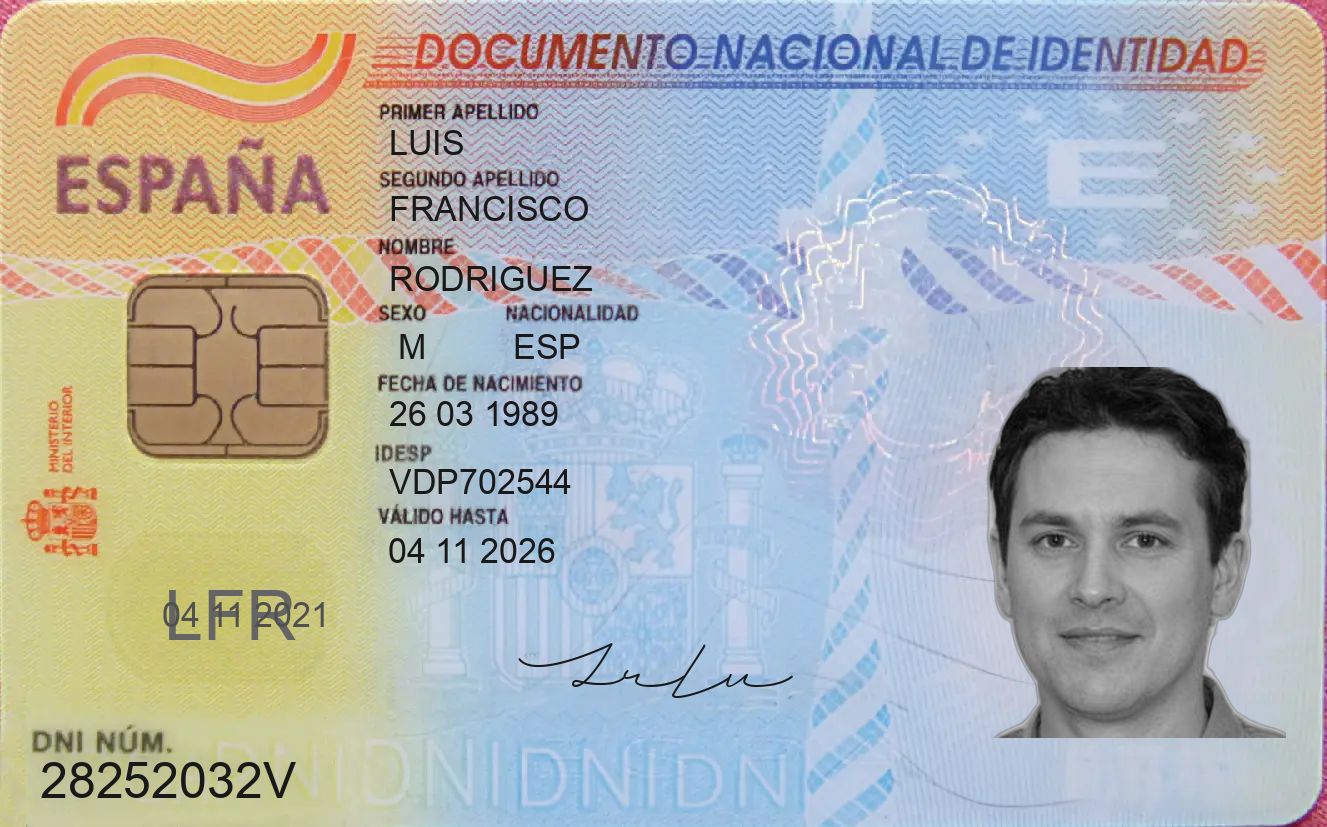 DOCUMENTO NACIONAL DE IDENTIDAD
ESPAÑA
PRIMER APELLIDO
LUIS
SEGUNDO APELLIDO
FRANCISCO
NOMBRE
RODRIGUEZ
SEXO NACIONALIDAD
M ESP
FECHA DE NACIMIENTO
26 03 1989
IDESP
VDP702544
VÁLIDO HASTA
04 11 2026
MINISTERIO
DEL INTERIOR
E
LFR
04 11 2021
DNI NÚM.
28252032V
DNIDNIDNIDNI